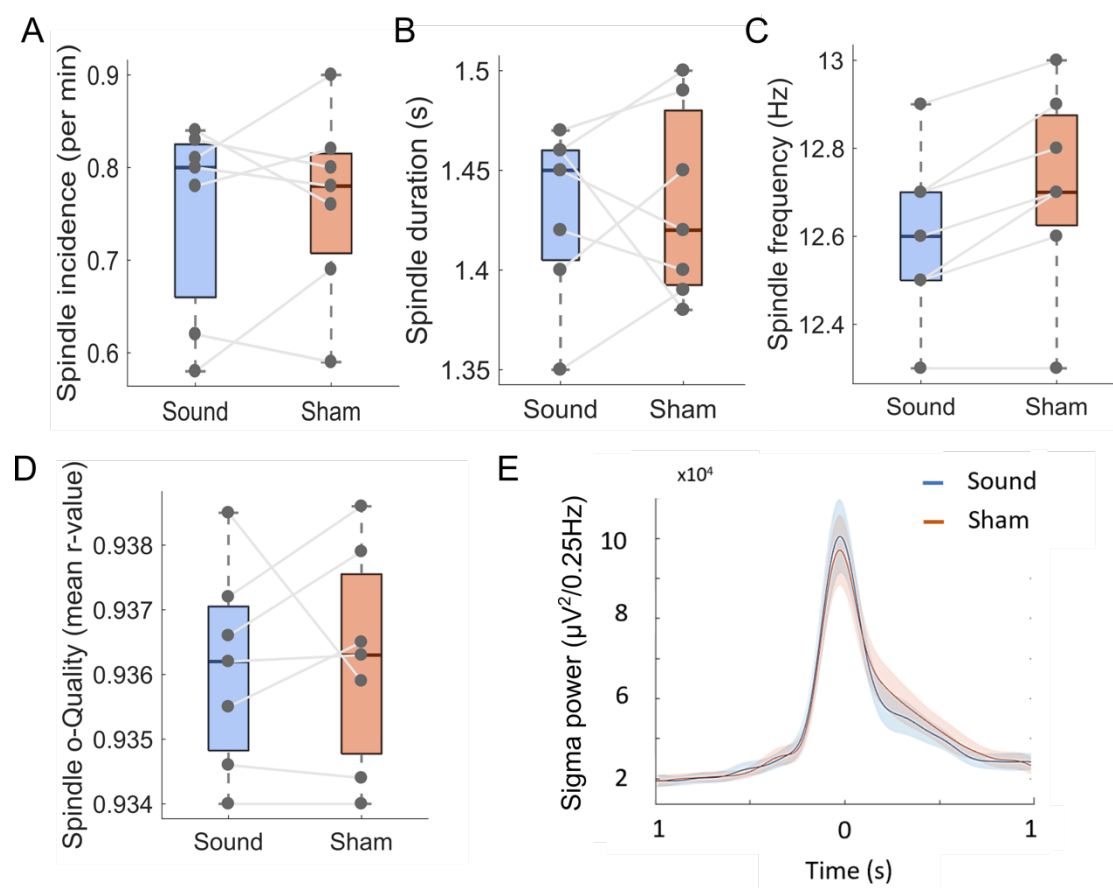 A
Spindle incidence (per min)
0.9
0.8
0.7
0.6
Sound
Sham
B
Spindle duration (s)
1.5
1.45
1.4
1.35
Sound
Sham
C
Spindle frequency (Hz)
13
12.8
12.6
12.4
Sound
Sham
D
Spindle o-Quality (mean r-value)
0.938
0.937
0.936
0.935
0.934
Sound
Sham
E
x10⁴
Sound
Sham
Sigma power (µV²/0.25Hz)
10
8
6
2
1
0
1
Time (s)